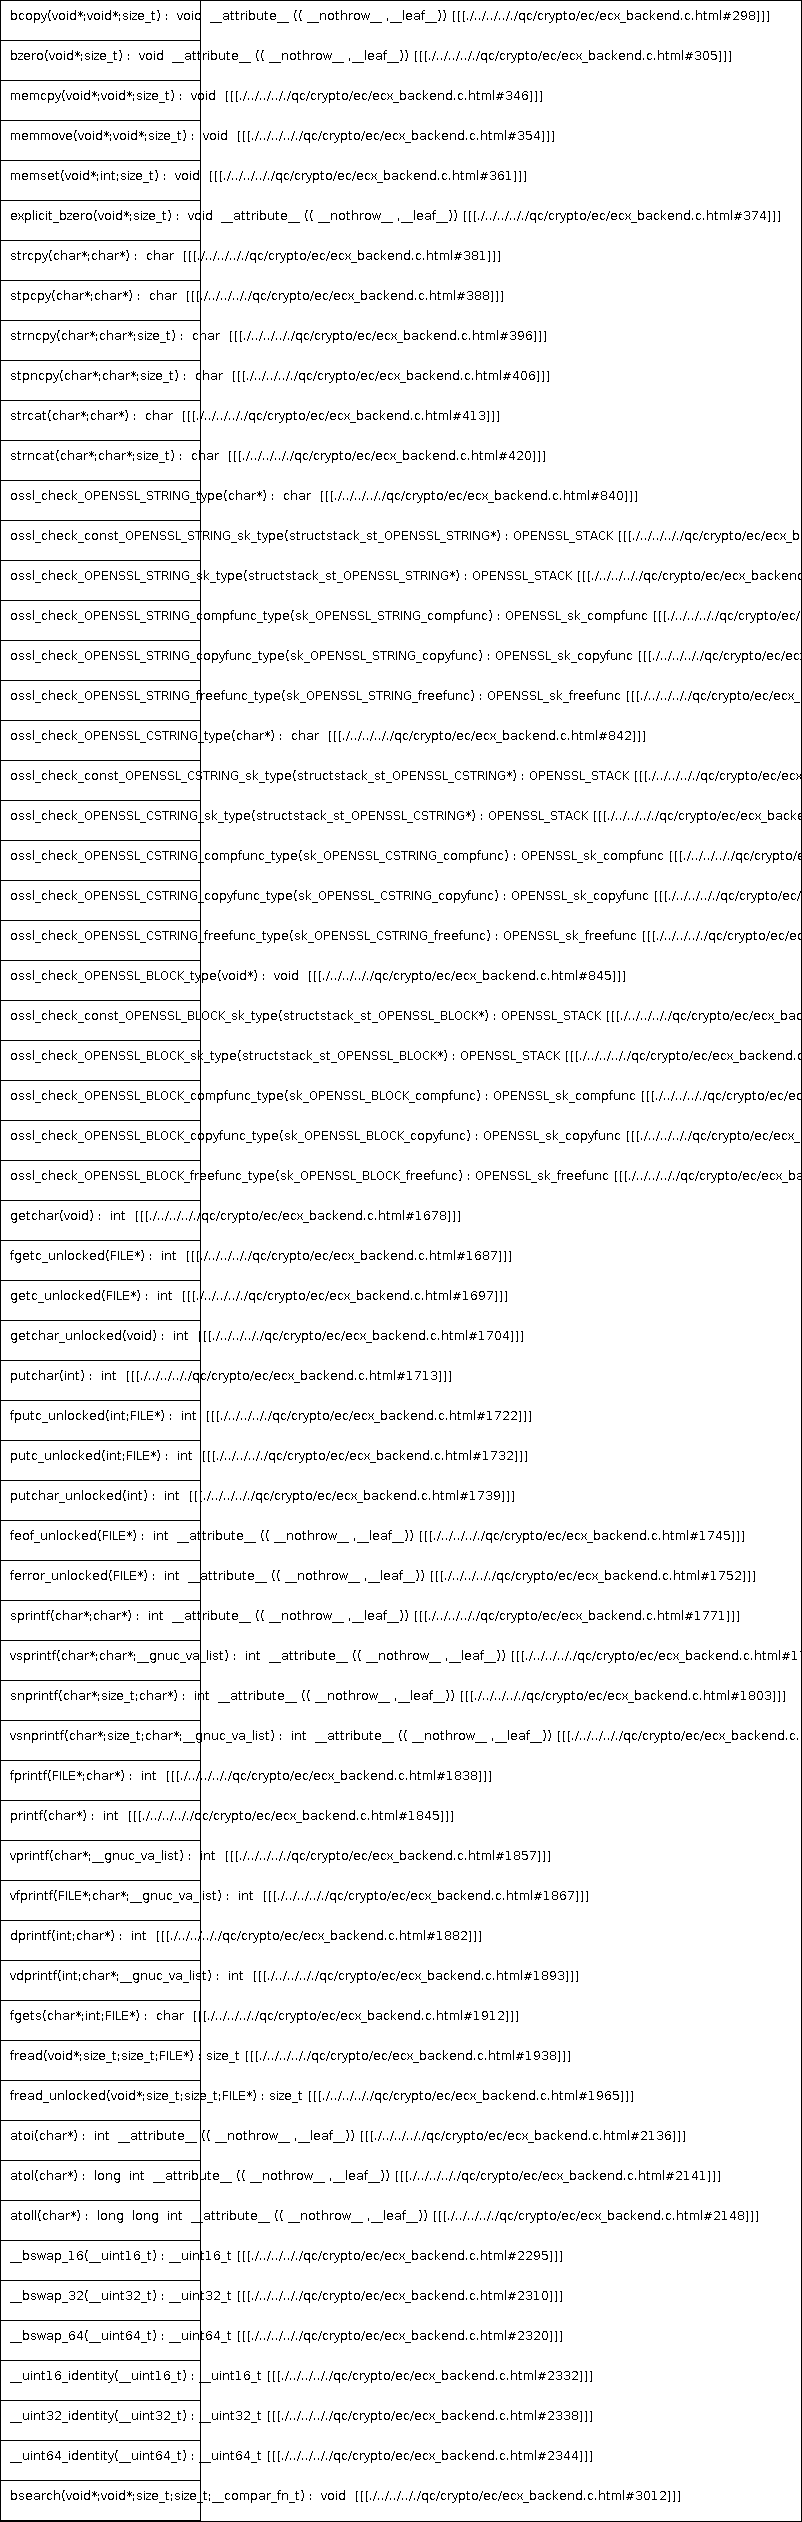 bcopy(void*;void*;size_t) :  void  __attribute__ (( __nothrow__ ,__leaf__)) [[[./../../../../qc/crypto/ec/ecx_backend.c.html#298]]]
bzero(void*;size_t) :  void  __attribute__ (( __nothrow__ ,__leaf__)) [[[./../../../../qc/crypto/ec/ecx_backend.c.html#305]]]
memcpy(void*;void*;size_t) :  void  [[[./../../../../qc/crypto/ec/ecx_backend.c.html#346]]]
memmove(void*;void*;size_t) :  void  [[[./../../../../qc/crypto/ec/ecx_backend.c.html#354]]]
memset(void*;int;size_t) :  void  [[[./../../../../qc/crypto/ec/ecx_backend.c.html#361]]]
explicit_bzero(void*;size_t) :  void  __attribute__ (( __nothrow__ ,__leaf__)) [[[./../../../../qc/crypto/ec/ecx_backend.c.html#374]]]
strcpy(char*;char*) :  char  [[[./../../../../qc/crypto/ec/ecx_backend.c.html#381]]]
stpcpy(char*;char*) :  char  [[[./../../../../qc/crypto/ec/ecx_backend.c.html#388]]]
strncpy(char*;char*;size_t) :  char  [[[./../../../../qc/crypto/ec/ecx_backend.c.html#396]]]
stpncpy(char*;char*;size_t) :  char  [[[./../../../../qc/crypto/ec/ecx_backend.c.html#406]]]
strcat(char*;char*) :  char  [[[./../../../../qc/crypto/ec/ecx_backend.c.html#413]]]
strncat(char*;char*;size_t) :  char  [[[./../../../../qc/crypto/ec/ecx_backend.c.html#420]]]
ossl_check_OPENSSL_STRING_type(char*) :  char  [[[./../../../../qc/crypto/ec/ecx_backend.c.html#840]]]
ossl_check_const_OPENSSL_STRING_sk_type(structstack_st_OPENSSL_STRING*) : OPENSSL_STACK [[[./../../../../qc/crypto/ec/ecx_b
ossl_check_OPENSSL_STRING_sk_type(structstack_st_OPENSSL_STRING*) : OPENSSL_STACK [[[./../../../../qc/crypto/ec/ecx_backend
ossl_check_OPENSSL_STRING_compfunc_type(sk_OPENSSL_STRING_compfunc) : OPENSSL_sk_compfunc [[[./../../../../qc/crypto/ec/
ossl_check_OPENSSL_STRING_copyfunc_type(sk_OPENSSL_STRING_copyfunc) : OPENSSL_sk_copyfunc [[[./../../../../qc/crypto/ec/ecx
ossl_check_OPENSSL_STRING_freefunc_type(sk_OPENSSL_STRING_freefunc) : OPENSSL_sk_freefunc [[[./../../../../qc/crypto/ec/ecx_
ossl_check_OPENSSL_CSTRING_type(char*) :  char  [[[./../../../../qc/crypto/ec/ecx_backend.c.html#842]]]
ossl_check_const_OPENSSL_CSTRING_sk_type(structstack_st_OPENSSL_CSTRING*) : OPENSSL_STACK [[[./../../../../qc/crypto/ec/ecx
ossl_check_OPENSSL_CSTRING_sk_type(structstack_st_OPENSSL_CSTRING*) : OPENSSL_STACK [[[./../../../../qc/crypto/ec/ecx_backe
ossl_check_OPENSSL_CSTRING_compfunc_type(sk_OPENSSL_CSTRING_compfunc) : OPENSSL_sk_compfunc [[[./../../../../qc/crypto/e
ossl_check_OPENSSL_CSTRING_copyfunc_type(sk_OPENSSL_CSTRING_copyfunc) : OPENSSL_sk_copyfunc [[[./../../../../qc/crypto/ec/
ossl_check_OPENSSL_CSTRING_freefunc_type(sk_OPENSSL_CSTRING_freefunc) : OPENSSL_sk_freefunc [[[./../../../../qc/crypto/ec/ec
ossl_check_OPENSSL_BLOCK_type(void*) :  void  [[[./../../../../qc/crypto/ec/ecx_backend.c.html#845]]]
ossl_check_const_OPENSSL_BLOCK_sk_type(structstack_st_OPENSSL_BLOCK*) : OPENSSL_STACK [[[./../../../../qc/crypto/ec/ecx_bac
ossl_check_OPENSSL_BLOCK_sk_type(structstack_st_OPENSSL_BLOCK*) : OPENSSL_STACK [[[./../../../../qc/crypto/ec/ecx_backend.c
ossl_check_OPENSSL_BLOCK_compfunc_type(sk_OPENSSL_BLOCK_compfunc) : OPENSSL_sk_compfunc [[[./../../../../qc/crypto/ec/ec
ossl_check_OPENSSL_BLOCK_copyfunc_type(sk_OPENSSL_BLOCK_copyfunc) : OPENSSL_sk_copyfunc [[[./../../../../qc/crypto/ec/ecx_
ossl_check_OPENSSL_BLOCK_freefunc_type(sk_OPENSSL_BLOCK_freefunc) : OPENSSL_sk_freefunc [[[./../../../../qc/crypto/ec/ecx_ba
getchar(void) :  int  [[[./../../../../qc/crypto/ec/ecx_backend.c.html#1678]]]
fgetc_unlocked(FILE*) :  int  [[[./../../../../qc/crypto/ec/ecx_backend.c.html#1687]]]
getc_unlocked(FILE*) :  int  [[[./../../../../qc/crypto/ec/ecx_backend.c.html#1697]]]
getchar_unlocked(void) :  int  [[[./../../../../qc/crypto/ec/ecx_backend.c.html#1704]]]
putchar(int) :  int  [[[./../../../../qc/crypto/ec/ecx_backend.c.html#1713]]]
fputc_unlocked(int;FILE*) :  int  [[[./../../../../qc/crypto/ec/ecx_backend.c.html#1722]]]
putc_unlocked(int;FILE*) :  int  [[[./../../../../qc/crypto/ec/ecx_backend.c.html#1732]]]
putchar_unlocked(int) :  int  [[[./../../../../qc/crypto/ec/ecx_backend.c.html#1739]]]
feof_unlocked(FILE*) :  int  __attribute__ (( __nothrow__ ,__leaf__)) [[[./../../../../qc/crypto/ec/ecx_backend.c.html#1745]]]
ferror_unlocked(FILE*) :  int  __attribute__ (( __nothrow__ ,__leaf__)) [[[./../../../../qc/crypto/ec/ecx_backend.c.html#1752]]]
sprintf(char*;char*) :  int  __attribute__ (( __nothrow__ ,__leaf__)) [[[./../../../../qc/crypto/ec/ecx_backend.c.html#1771]]]
vsprintf(char*;char*;__gnuc_va_list) :  int  __attribute__ (( __nothrow__ ,__leaf__)) [[[./../../../../qc/crypto/ec/ecx_backend.c.html#17
snprintf(char*;size_t;char*) :  int  __attribute__ (( __nothrow__ ,__leaf__)) [[[./../../../../qc/crypto/ec/ecx_backend.c.html#1803]]]
vsnprintf(char*;size_t;char*;__gnuc_va_list) :  int  __attribute__ (( __nothrow__ ,__leaf__)) [[[./../../../../qc/crypto/ec/ecx_backend.c.
fprintf(FILE*;char*) :  int  [[[./../../../../qc/crypto/ec/ecx_backend.c.html#1838]]]
printf(char*) :  int  [[[./../../../../qc/crypto/ec/ecx_backend.c.html#1845]]]
vprintf(char*;__gnuc_va_list) :  int  [[[./../../../../qc/crypto/ec/ecx_backend.c.html#1857]]]
vfprintf(FILE*;char*;__gnuc_va_list) :  int  [[[./../../../../qc/crypto/ec/ecx_backend.c.html#1867]]]
dprintf(int;char*) :  int  [[[./../../../../qc/crypto/ec/ecx_backend.c.html#1882]]]
vdprintf(int;char*;__gnuc_va_list) :  int  [[[./../../../../qc/crypto/ec/ecx_backend.c.html#1893]]]
fgets(char*;int;FILE*) :  char  [[[./../../../../qc/crypto/ec/ecx_backend.c.html#1912]]]
fread(void*;size_t;size_t;FILE*) : size_t [[[./../../../../qc/crypto/ec/ecx_backend.c.html#1938]]]
fread_unlocked(void*;size_t;size_t;FILE*) : size_t [[[./../../../../qc/crypto/ec/ecx_backend.c.html#1965]]]
atoi(char*) :  int  __attribute__ (( __nothrow__ ,__leaf__)) [[[./../../../../qc/crypto/ec/ecx_backend.c.html#2136]]]
atol(char*) :  long  int  __attribute__ (( __nothrow__ ,__leaf__)) [[[./../../../../qc/crypto/ec/ecx_backend.c.html#2141]]]
atoll(char*) :  long  long  int  __attribute__ (( __nothrow__ ,__leaf__)) [[[./../../../../qc/crypto/ec/ecx_backend.c.html#2148]]]
__bswap_16(__uint16_t) : __uint16_t [[[./../../../../qc/crypto/ec/ecx_backend.c.html#2295]]]
__bswap_32(__uint32_t) : __uint32_t [[[./../../../../qc/crypto/ec/ecx_backend.c.html#2310]]]
__bswap_64(__uint64_t) : __uint64_t [[[./../../../../qc/crypto/ec/ecx_backend.c.html#2320]]]
__uint16_identity(__uint16_t) : __uint16_t [[[./../../../../qc/crypto/ec/ecx_backend.c.html#2332]]]
__uint32_identity(__uint32_t) : __uint32_t [[[./../../../../qc/crypto/ec/ecx_backend.c.html#2338]]]
__uint64_identity(__uint64_t) : __uint64_t [[[./../../../../qc/crypto/ec/ecx_backend.c.html#2344]]]
bsearch(void*;void*;size_t;size_t;__compar_fn_t) :  void  [[[./../../../../qc/crypto/ec/ecx_backend.c.html#3012]]]